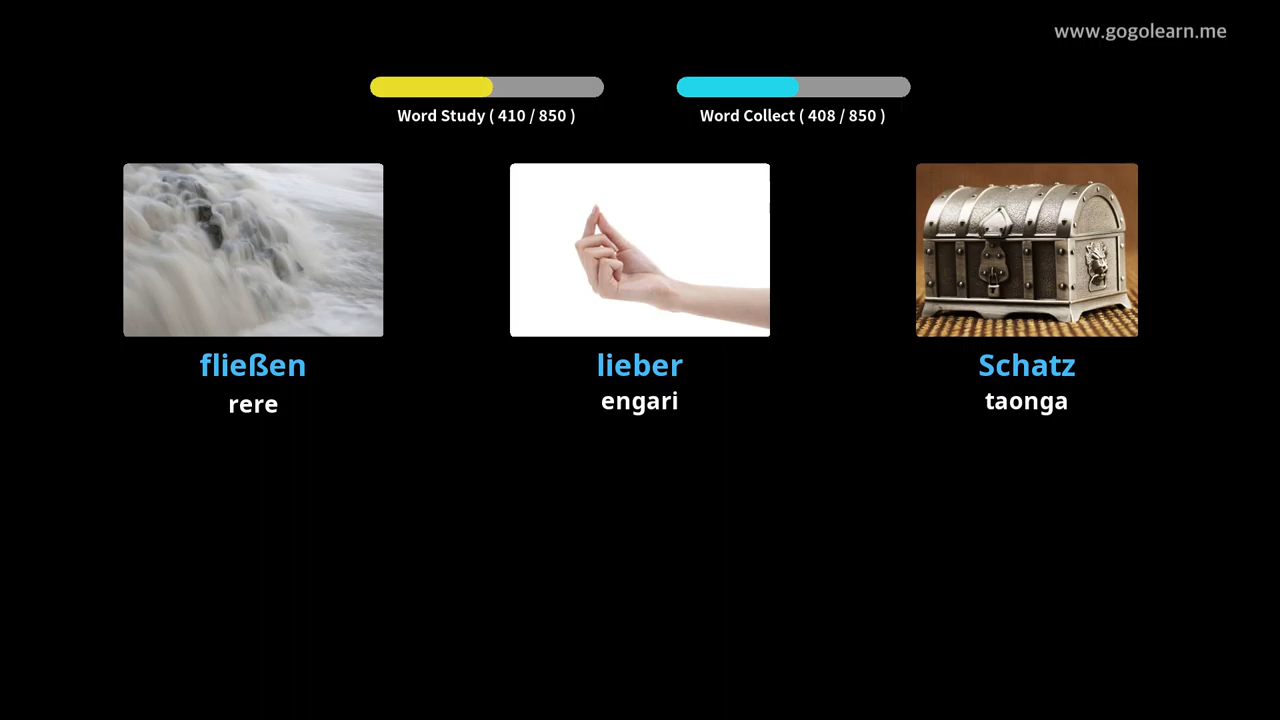 www.gogolearn.me
Word Study ( 410 / 850 )
Word Collect ( 408 / 850 )
fließen
rere
lieber
engari
Schatz
taonga